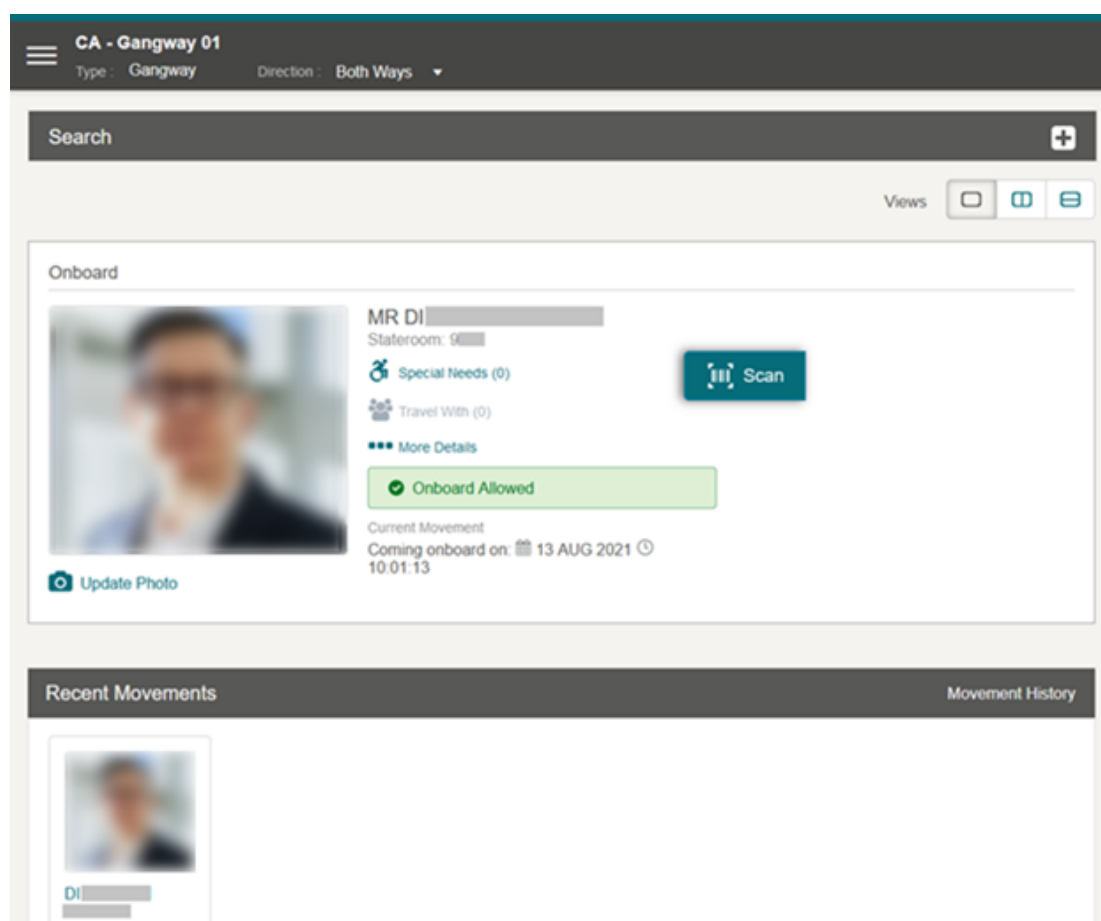 CA - Gangway 01
Type : Gangway Direction : Both Ways
Search
Views
Onboard
MR DI
Stateroom: 9
Special Needs (0)
Scan
Travel With (0)
More Details
Onboard Allowed
Current Movement
Coming onboard on: 13 AUG 2021
10:01:13
Update Photo
Recent Movements Movement History
DI